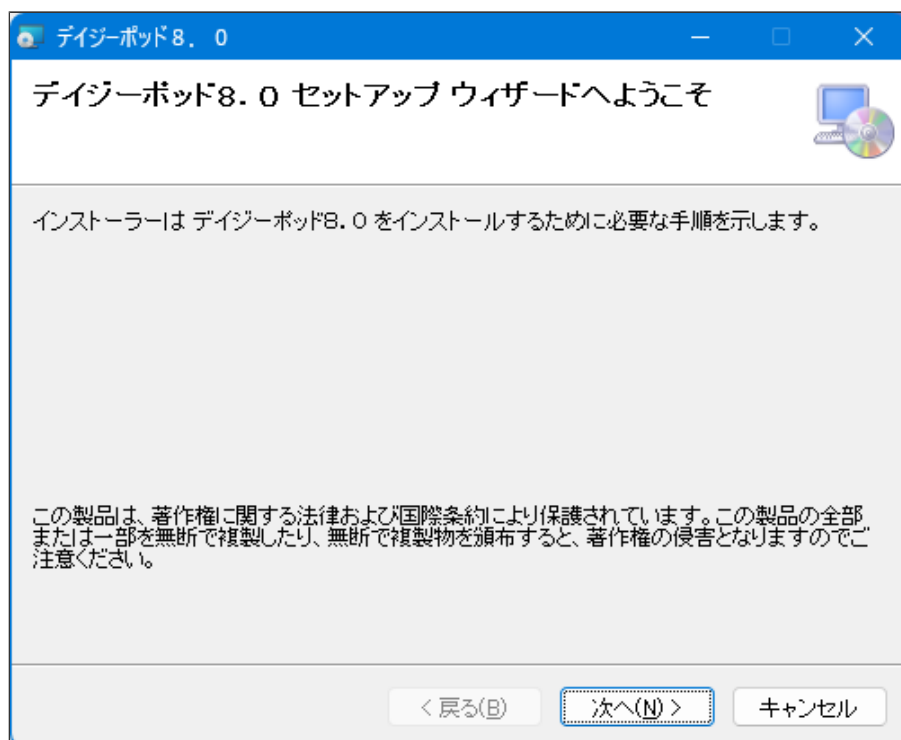 デイジーポッド8．0
デイジーポッド8．0 セットアップ ウィザードへようこそ
インストーラーは デイジーポッド8．0 をインストールするために必要な手順を示します。
この製品は、著作権に関する法律および国際条約により保護されています。この製品の全部
または一部を無断で複製したり、無断で複製物を頒布すると、著作権の侵害となりますのでご
注意ください。
< 戻る(B)
次へ(N) >
キャンセル